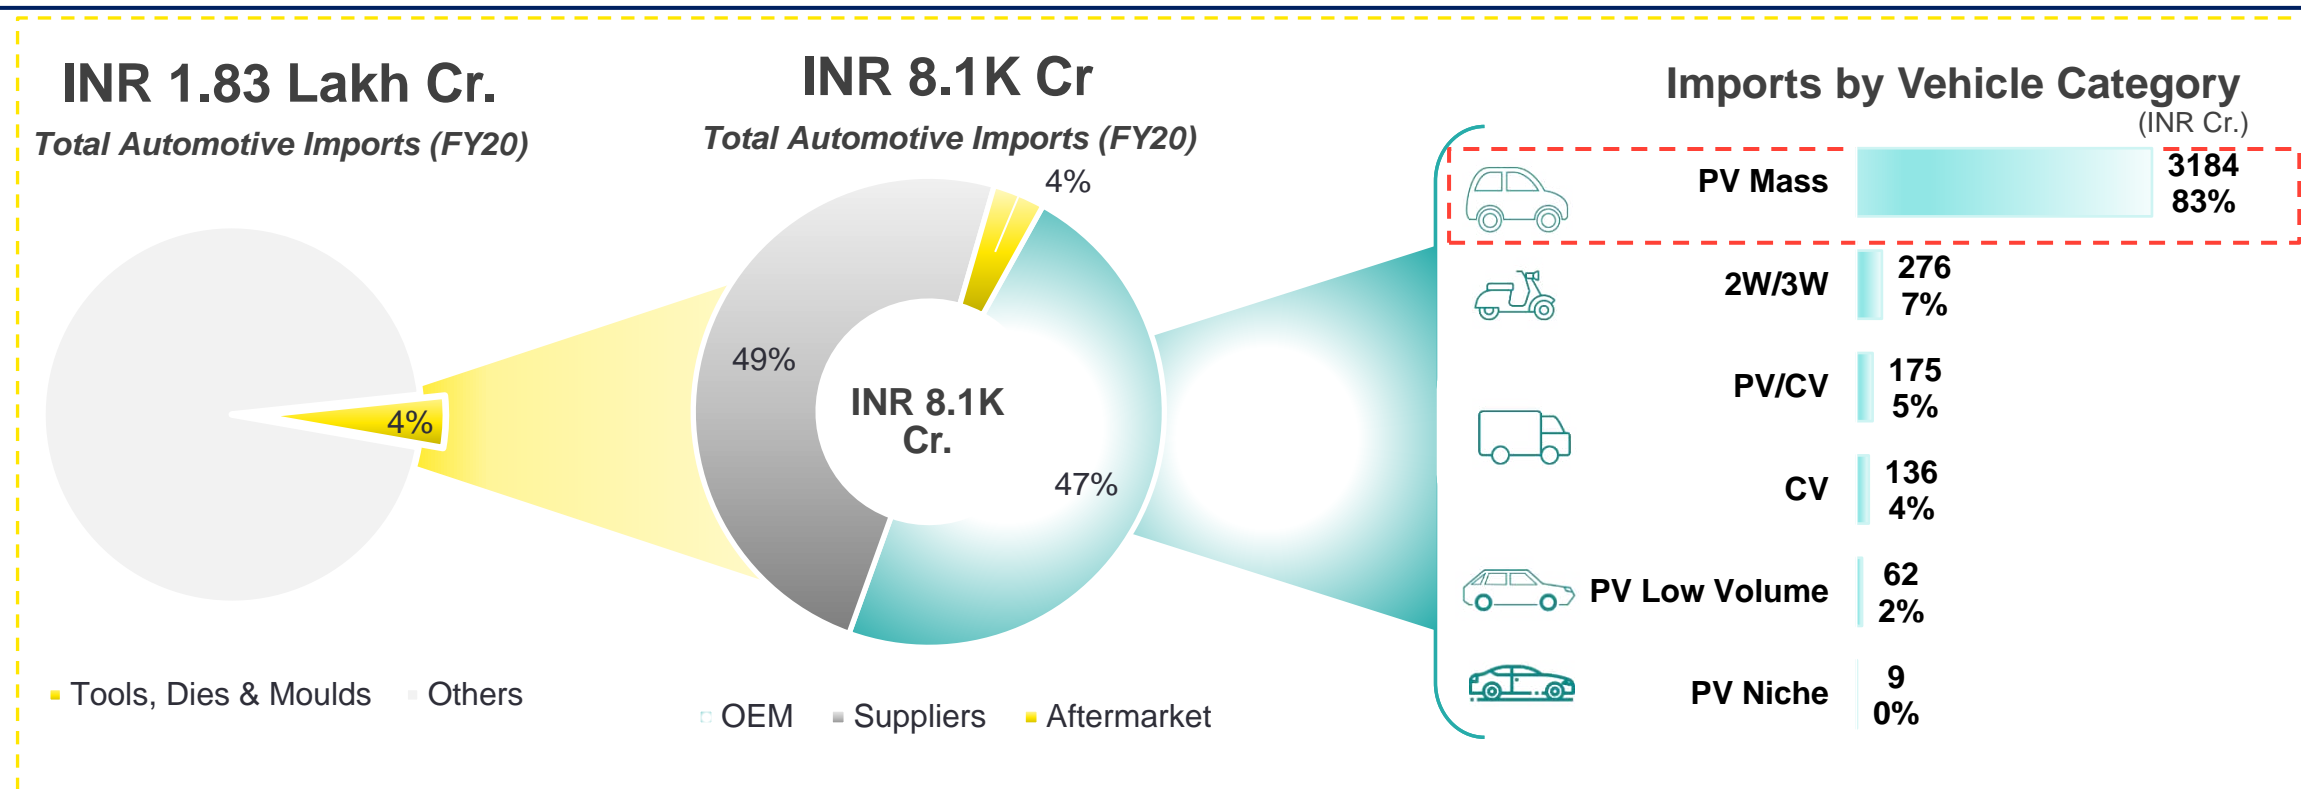 INR 1.83 Lakh Cr.
Total Automotive Imports (FY20)
4%
Tools, Dies & Moulds
Others
INR 8.1K Cr
Total Automotive Imports (FY20)
4%
49%
INR 8.1K
Cr.
47%
OEM
Suppliers
Aftermarket
Imports by Vehicle Category
(INR Cr.)
PV Mass
3184
83%
2W/3W
276
7%
PV/CV
175
5%
CV
136
4%
PV Low Volume
62
2%
PV Niche
9
0%